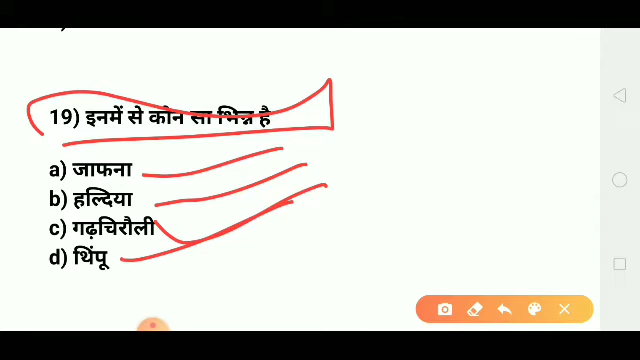 19) इनमें से कोन सा भिन्न है
a) जाफना
b) हल्दिया
c) गढ़चिरौली
d) थिंपू